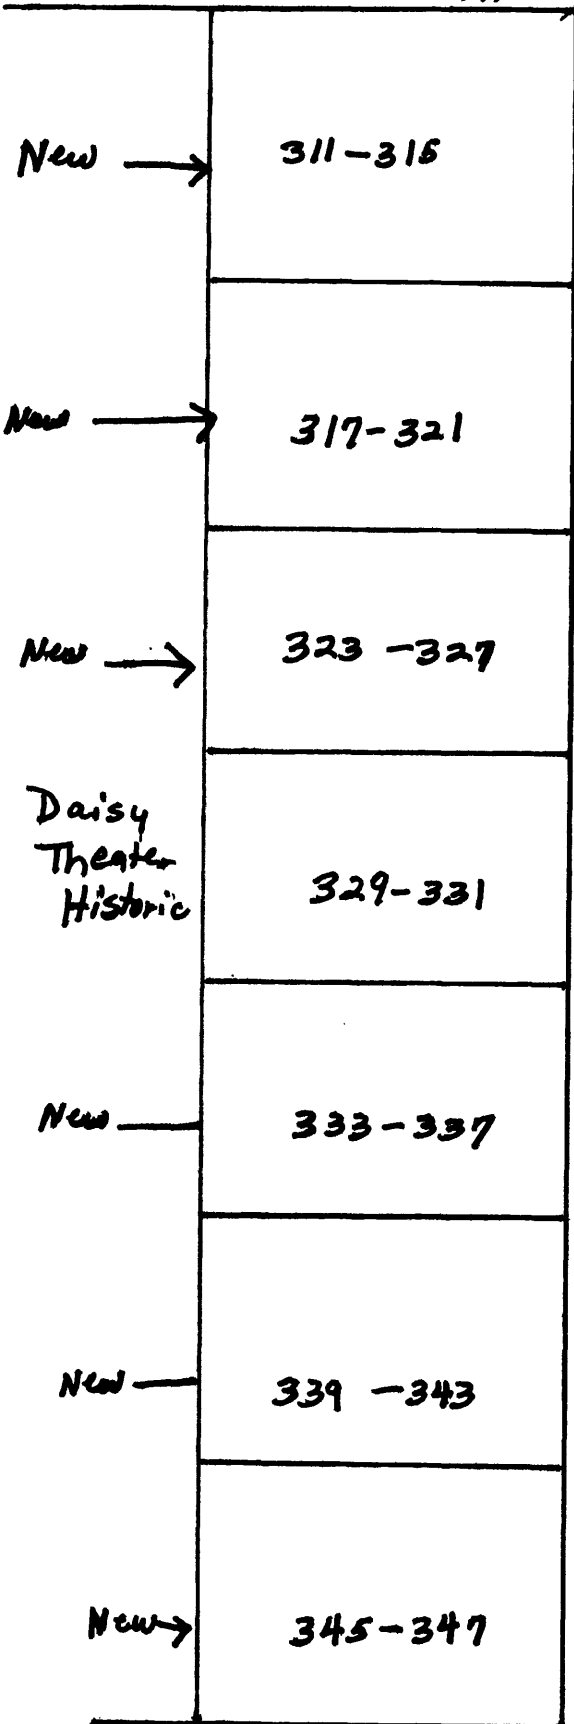 New → 311-315
New → 317-321
New → 323-327
Daisy
Theater
Historic
329-331
New — 333-337
New — 339-343
New → 345-347